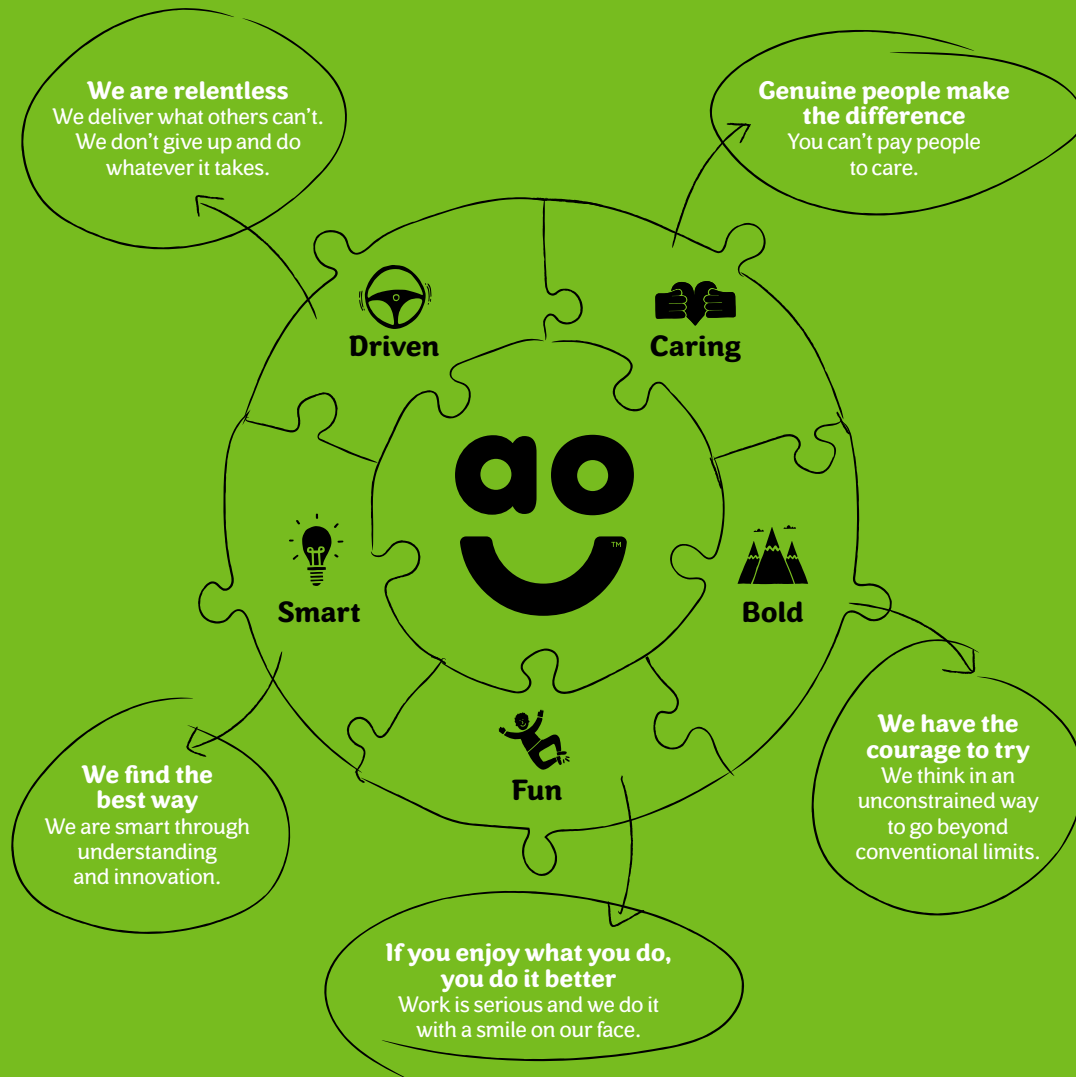 We are relentless
We deliver what others can't.
We don't give up and do
whatever it takes.
Genuine people make
the difference
You can't pay people
to care.
Driven
Caring
ao
TM
Smart
Bold
We find the
best way
We are smart through
understanding
and innovation.
We have the
courage to try
We think in an
unconstrained way
to go beyond
conventional limits.
Fun
If you enjoy what you do,
you do it better
Work is serious and we do it
with a smile on our face.